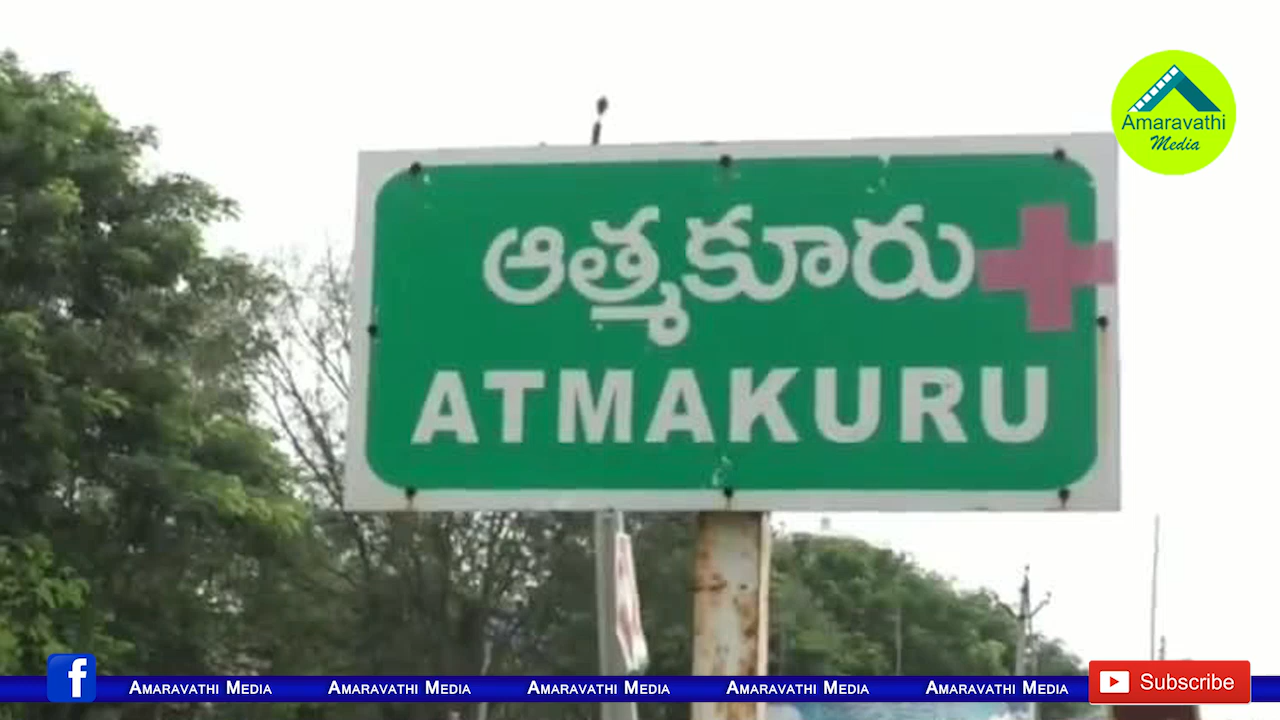 Amaravathi
Media
ఆత్మకూరు
ATMAKURU
f Amaravathi Media Amaravathi Media Amaravathi Media Amaravathi Media Amaravathi Media Subscribe